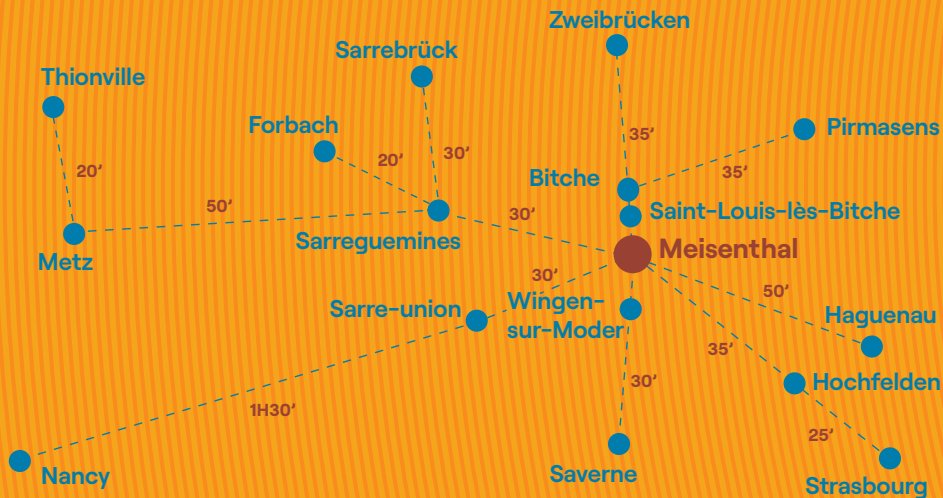 Zweibrücken
Sarrebrück
Thionville
Forbach
Pirmasens
35’
20’
30’
20’
35’
Bitche
50’
30’
Saint-Louis-lès-Bitche
Sarreguemines
Meisenthal
Metz
30’
50’
Sarre-union
Wingen-
sur-Moder
Haguenau
35’
30’
Hochfelden
1H30’
25’
Nancy
Saverne
Strasbourg